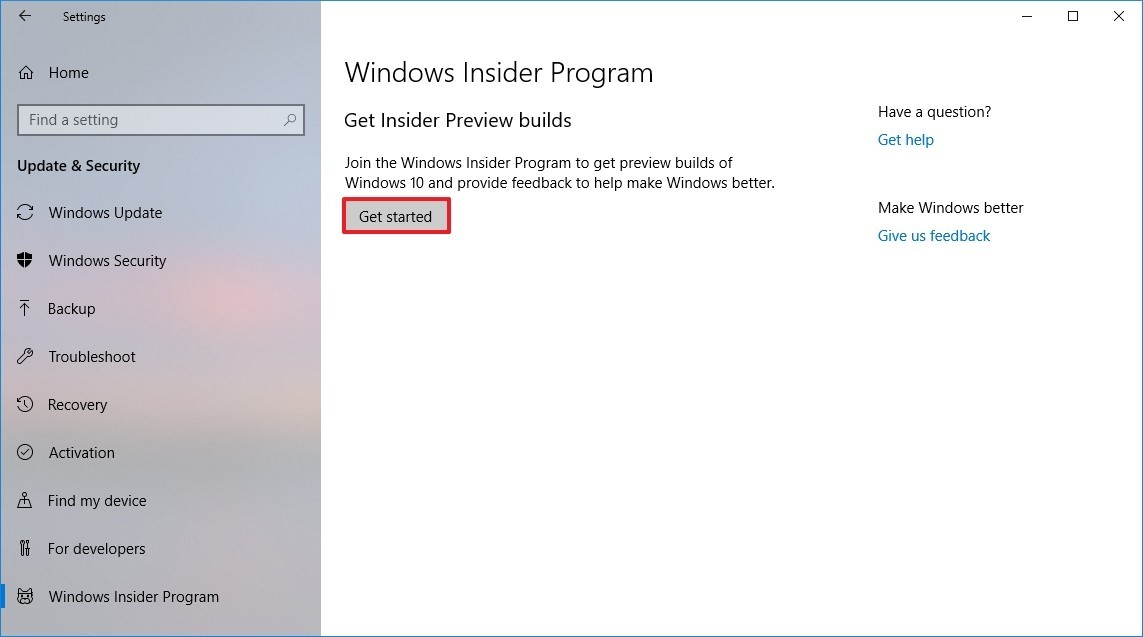 Settings
Home
Find a setting
Update & Security
Windows Update
Windows Security
Backup
Troubleshoot
Recovery
Activation
Find my device
For developers
Windows Insider Program
Windows Insider Program
Get Insider Preview builds
Join the Windows Insider Program to get preview builds of
Windows 10 and provide feedback to help make Windows better.
Get started
Have a question?
Get help
Make Windows better
Give us feedback